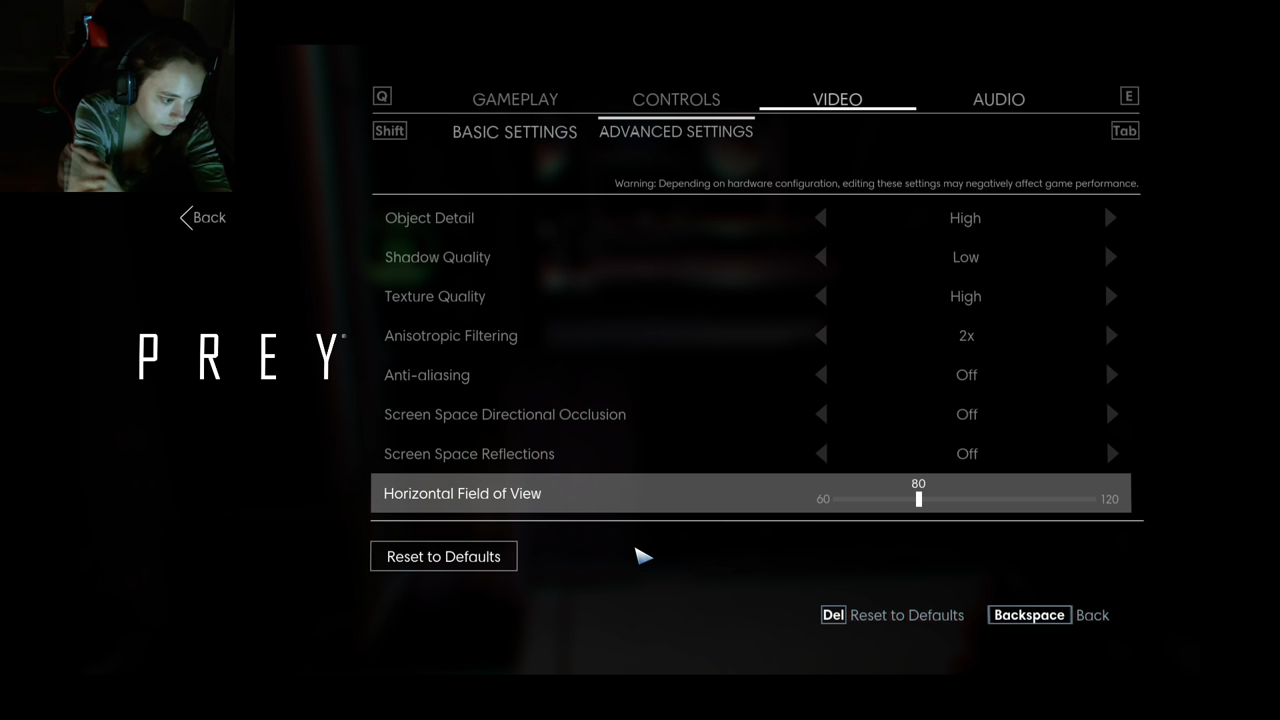 Q GAMEPLAY CONTROLS VIDEO AUDIO E
Shift BASIC SETTINGS ADVANCED SETTINGS Tab
Warning: Depending on hardware configuration, editing these settings may negatively affect game performance.
Back
Object Detail High
Shadow Quality Low
Texture Quality High
Anisotropic Filtering 2x
PREY
Anti-aliasing Off
Screen Space Directional Occlusion Off
Screen Space Reflections Off
Horizontal Field of View 60 80 120
Reset to Defaults
Del Reset to Defaults Backspace Back